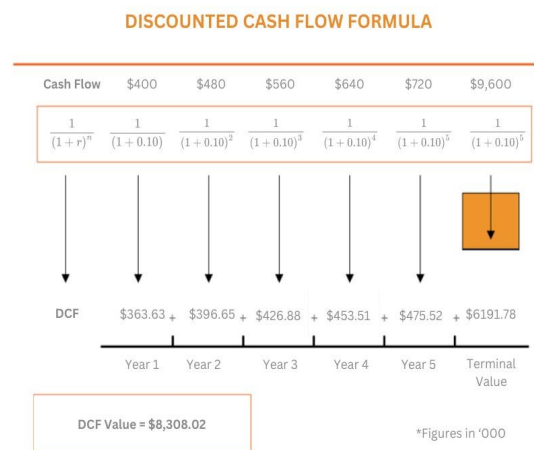 DISCOUNTED CASH FLOW FORMULA
Cash Flow $400 $480 $560 $640 $720 $9,600
1/(1 + r)^n 1/(1 + 0.10) 1/(1 + 0.10)^2 1/(1 + 0.10)^3 1/(1 + 0.10)^4 1/(1 + 0.10)^5 1/(1 + 0.10)^5
DCF $363.63 + $396.65 + $426.88 + $453.51 + $475.52 + $6191.78
Year 1 Year 2 Year 3 Year 4 Year 5 Terminal
Value
DCF Value = $8,308.02
*Figures in ‘000